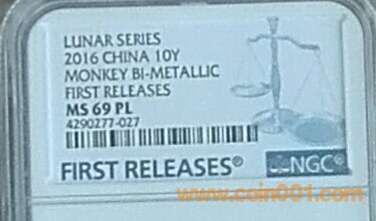 LUNAR SERIES
2016 CHINA 10Y
MONKEY BI-METALLIC
FIRST RELEASES
MS 69 PL
4290277-027
FIRST RELEASES®
NGC®
www.coin001.com